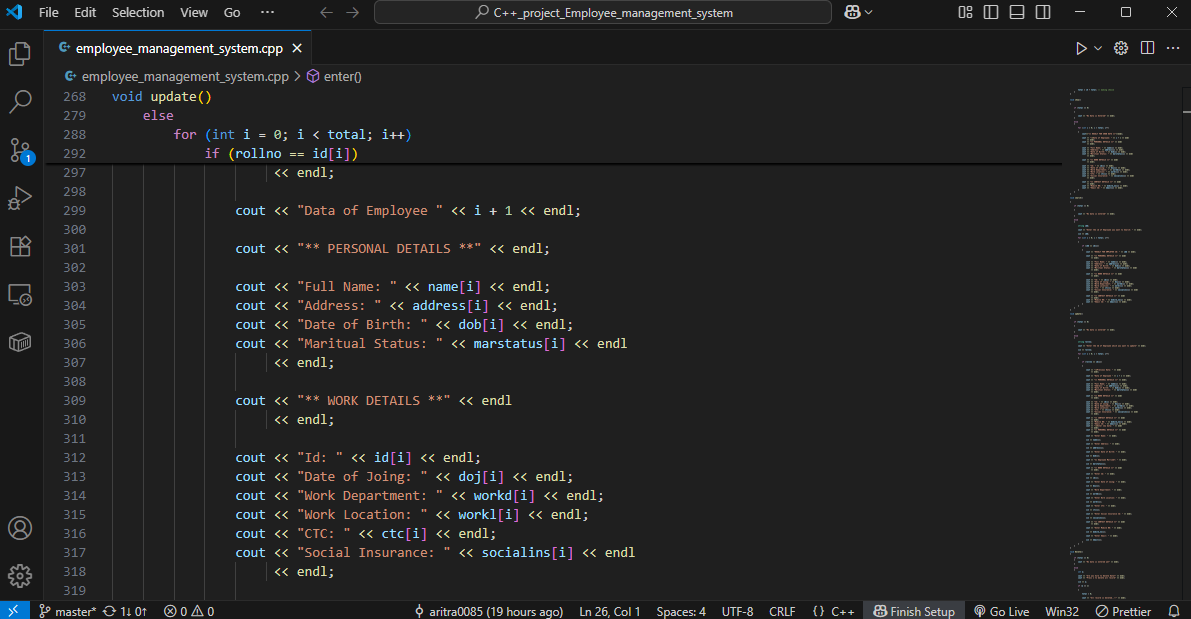 File Edit Selection View Go ··· C++_project_Employee_management_system
employee_management_system.cpp
employee_management_system.cpp > enter()
268 void update()
279 else
288 for (int i = 0; i < total; i++)
292 if (rollno == id[i])
297 << endl;
298
299 cout << "Data of Employee " << i + 1 << endl;
300
301 cout << "** PERSONAL DETAILS **" << endl;
302
303 cout << "Full Name: " << name[i] << endl;
304 cout << "Address: " << address[i] << endl;
305 cout << "Date of Birth: " << dob[i] << endl;
306 cout << "Maritual Status: " << marstatus[i] << endl
307 << endl;
308
309 cout << "** WORK DETAILS **" << endl
310 << endl;
311
312 cout << "Id: " << id[i] << endl;
313 cout << "Date of Joing: " << doj[i] << endl;
314 cout << "Work Department: " << workd[i] << endl;
315 cout << "Work Location: " << workl[i] << endl;
316 cout << "CTC: " << ctc[i] << endl;
317 cout << "Social Insurance: " << socialins[i] << endl
318 << endl;
319
1
master* 1↓ 0↑ 0 0 aritra0085 (19 hours ago) Ln 26, Col 1 Spaces: 4 UTF-8 CRLF {} C++ Finish Setup Go Live Win32 Prettier